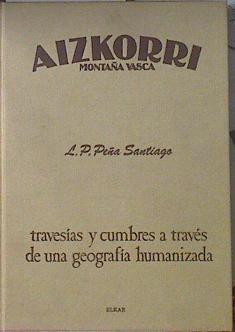 AIZKORRI
MONTAÑA VASCA
L.P. Peña Santiago
travesías y cumbres a través
de una geografía humanizada
ELKAR